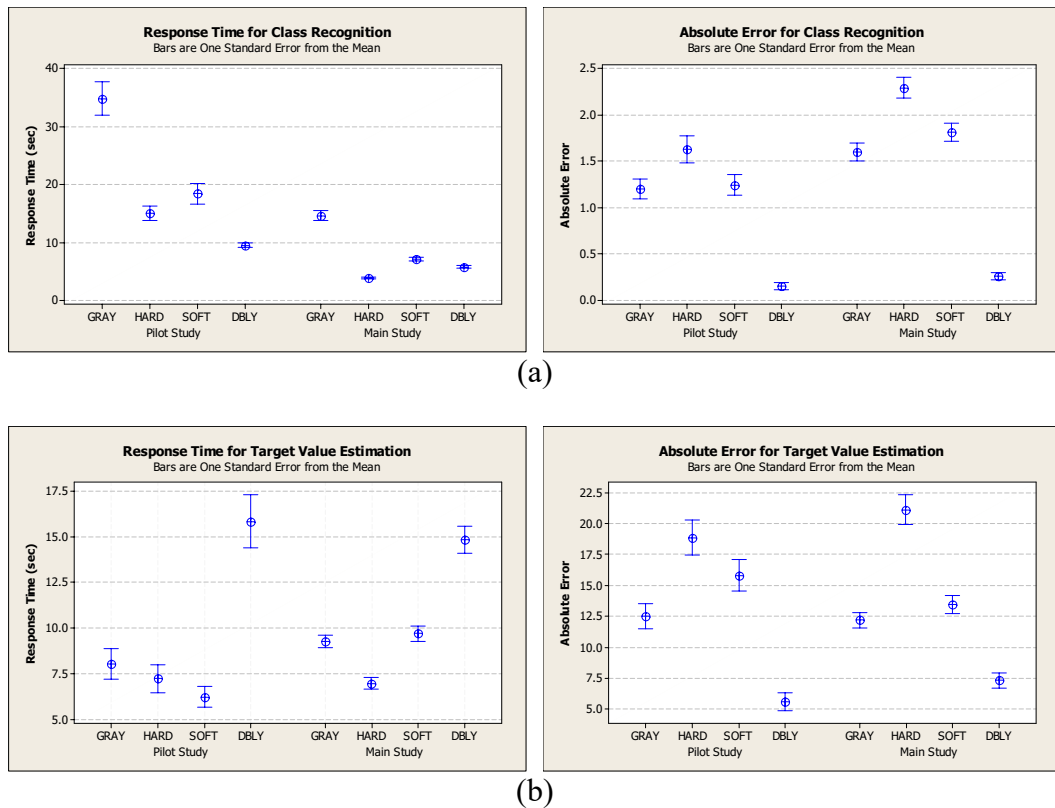 Response Time for Class Recognition
Bars are One Standard Error from the Mean
40
30
20
10
0
Response Time (sec)
GRAY HARD SOFT DBLY GRAY HARD SOFT DBLY
Pilot Study Main Study
Absolute Error for Class Recognition
Bars are One Standard Error from the Mean
2.5
2.0
1.5
1.0
0.5
0.0
Absolute Error
GRAY HARD SOFT DBLY GRAY HARD SOFT DBLY
Pilot Study Main Study
(a)
Response Time for Target Value Estimation
Bars are One Standard Error from the Mean
17.5
15.0
12.5
10.0
7.5
5.0
Response Time (sec)
GRAY HARD SOFT DBLY GRAY HARD SOFT DBLY
Pilot Study Main Study
Absolute Error for Target Value Estimation
Bars are One Standard Error from the Mean
22.5
20.0
17.5
15.0
12.5
10.0
7.5
5.0
Absolute Error
GRAY HARD SOFT DBLY GRAY HARD SOFT DBLY
Pilot Study Main Study
(b)